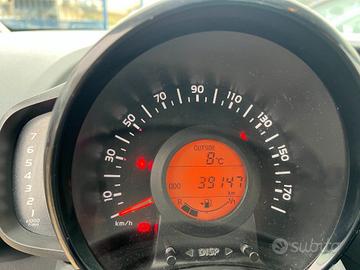 7
6
5
4
3
2
1
x1000
r/min
10
30
50
70
90
110
130
150
170
km/h
OUTSIDE
8°C
ODO 39147
km
R
DISP
subito